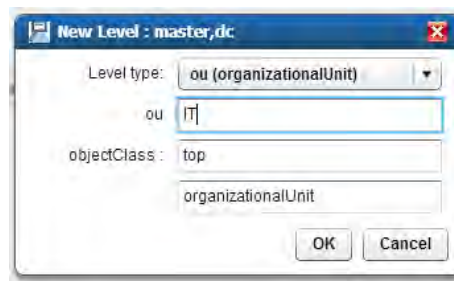 New Level : master,dc
Level type: ou (organizationalUnit)
ou IT
objectClass : top
organizationalUnit
OK Cancel